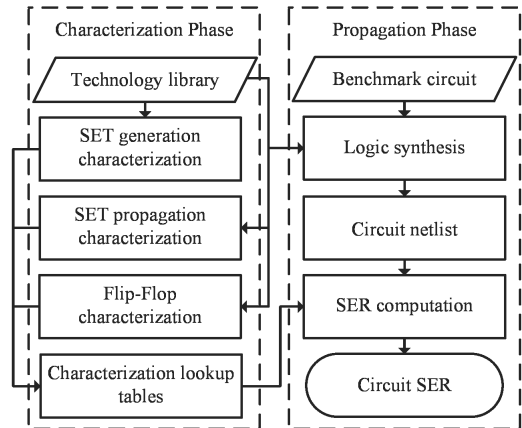 Characterization Phase
Technology library
SET generation
characterization
SET propagation
characterization
Flip-Flop
characterization
Characterization lookup
tables
Propagation Phase
Benchmark circuit
Logic synthesis
Circuit netlist
SER computation
Circuit SER